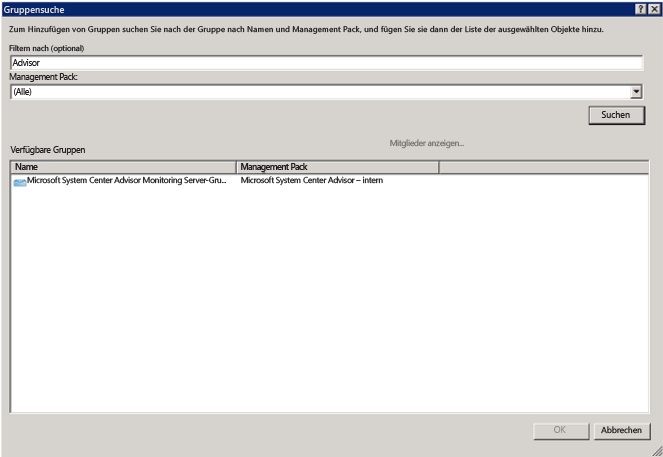 Gruppensuche
Zum Hinzufügen von Gruppen suchen Sie nach der Gruppe nach Namen und Management Pack, und fügen Sie sie dann der Liste der ausgewählten Objekte hinzu.
Filtern nach (optional)
Advisor
Management Pack:
(Alle)
Suchen
Mitglieder anzeigen...
Verfügbare Gruppen
Name Management Pack
Microsoft System Center Advisor Monitoring Server-Gru... Microsoft System Center Advisor – intern
OK Abbrechen